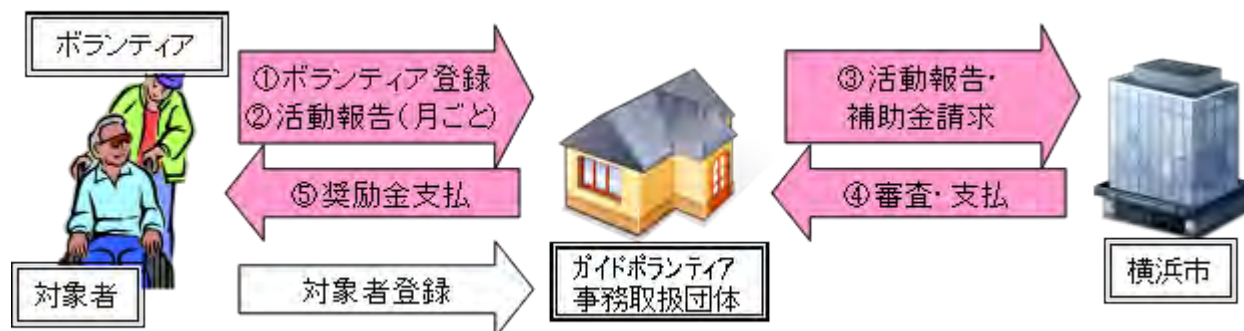 ボランティア
①ボランティア登録
②活動報告(月ごと)
③活動報告・
補助金請求
⑤奨励金支払
④審査・支払
対象者
対象者登録
ガイドボランティア
事務取扱団体
横浜市